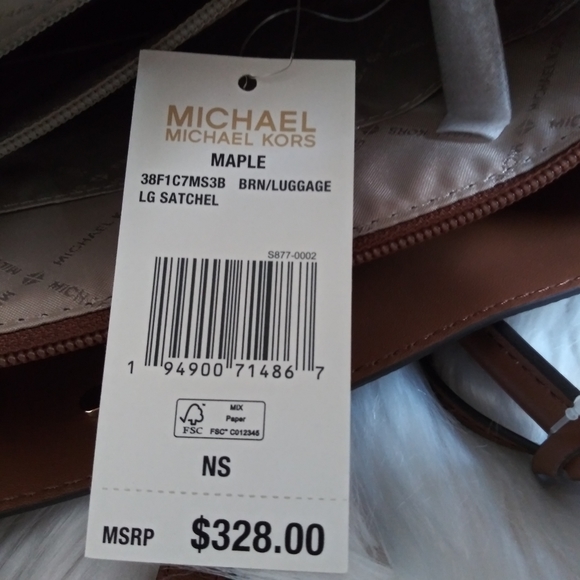 MICHAEL
MICHAEL KORS
MAPLE
38F1C7MS3B BRN/LUGGAGE
LG SATCHEL
S877-0002
1 94900 71486 7
FSC
MIX
Paper
FSC™ C012345
NS
MSRP $328.00